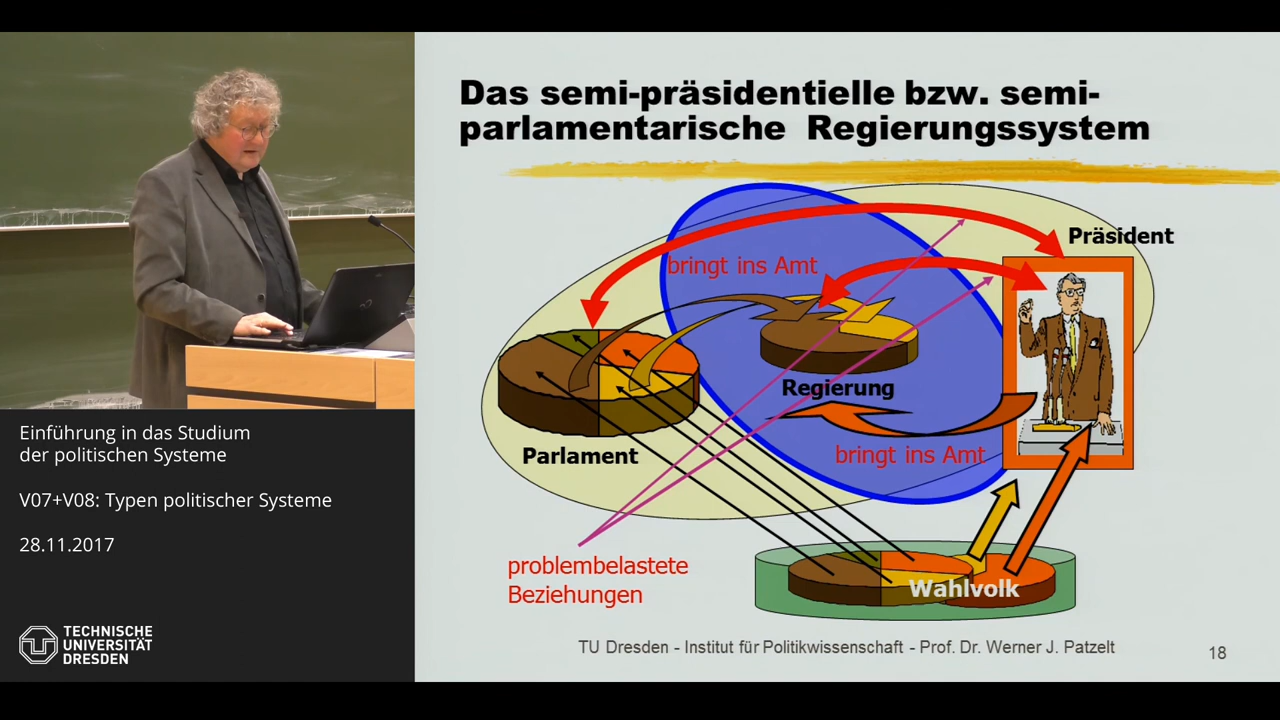 Das semi-präsidentielle bzw. semi-
parlamentarische Regierungssystem
Präsident
bringt ins Amt
Regierung
Parlament
bringt ins Amt
problembelastete
Beziehungen
Wahlvolk
TU Dresden - Institut für Politikwissenschaft - Prof. Dr. Werner J. Patzelt
18
Einführung in das Studium
der politischen Systeme
V07+V08: Typen politischer Systeme
28.11.2017
TECHNISCHE
UNIVERSITÄT
DRESDEN